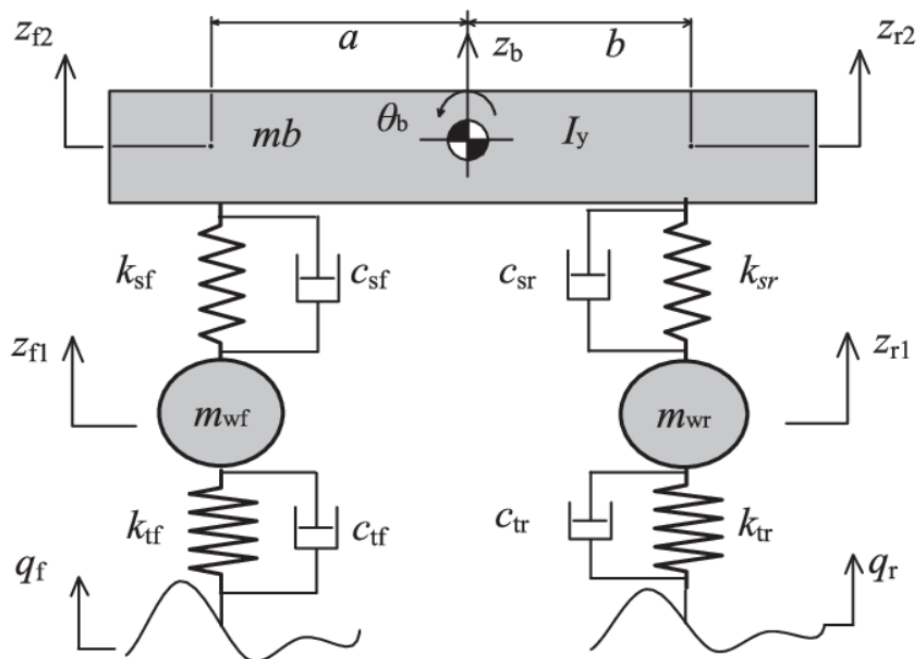 z_f2 a z_b b z_r2
θ_b
mb I_y
k_sf c_sf c_sr k_sr
z_f1 z_r1
m_wf m_wr
k_tf c_tf c_tr k_tr
q_f q_r